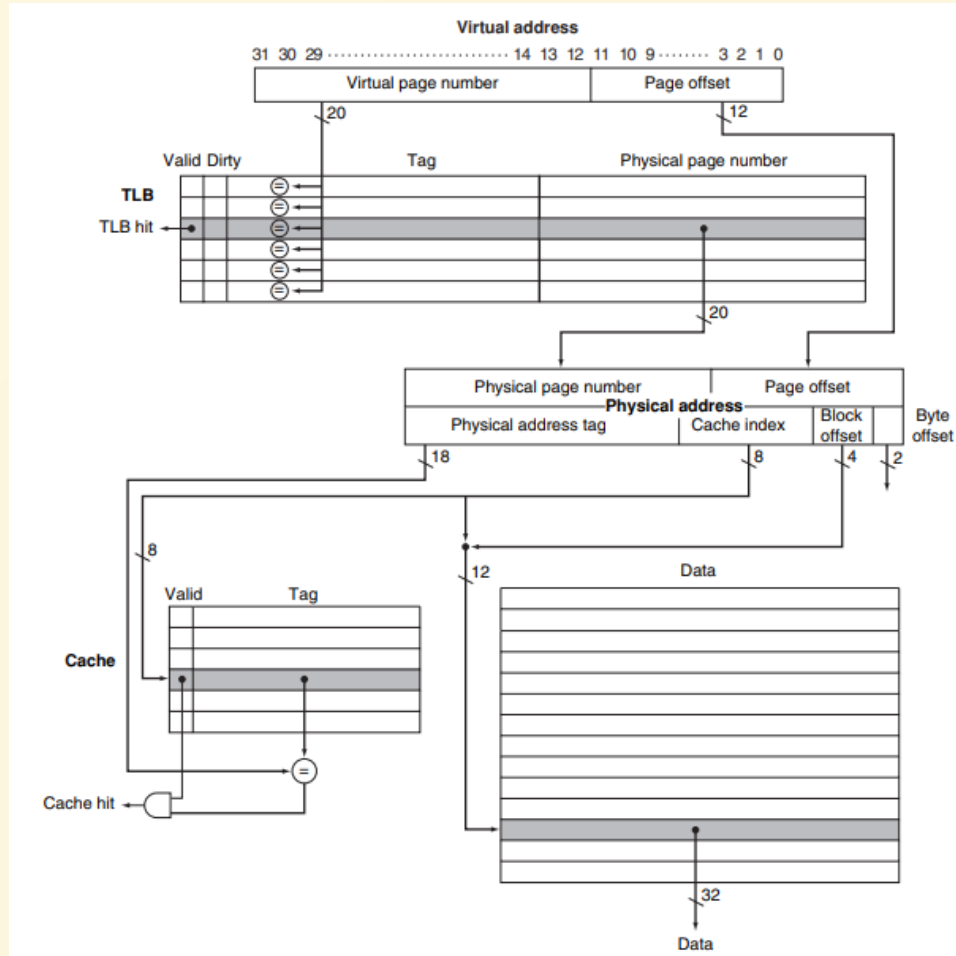 Virtual address
31 30 29 ·························· 14 13 12 11 10 9 ········ 3 2 1 0
Virtual page number Page offset
20 12
Valid Dirty Tag Physical page number
TLB
=
=
TLB hit =
=
=
=
20
Physical page number Page offset
Physical address
Physical address tag Cache index Block offset Byte offset
18 8 4 2
8 12
Data
Valid Tag
Cache
=
Cache hit
32
Data